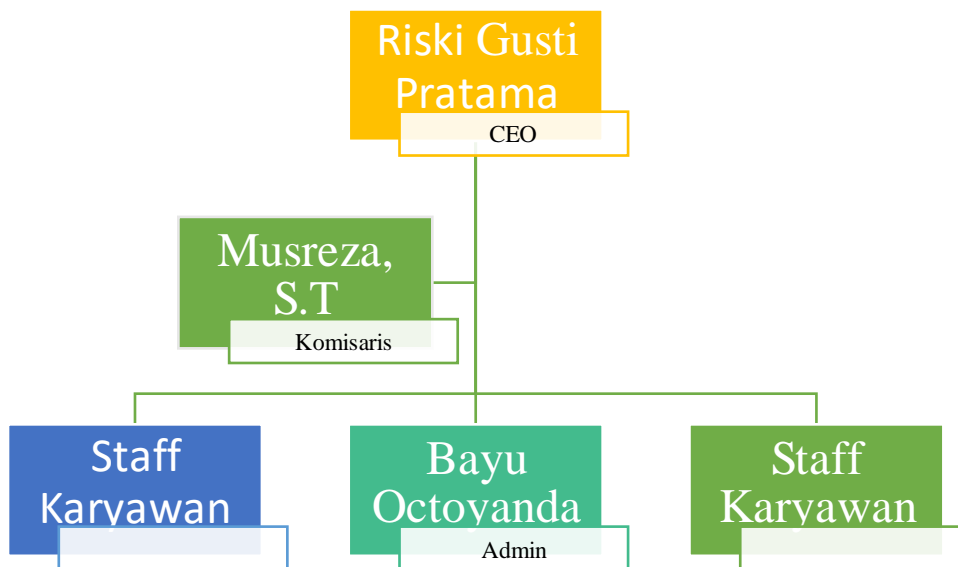 Riski Gusti
Pratama
CEO
Musreza,
S.T
Komisaris
Staff
Karyawan
Bayu
Octoyanda
Admin
Staff
Karyawan